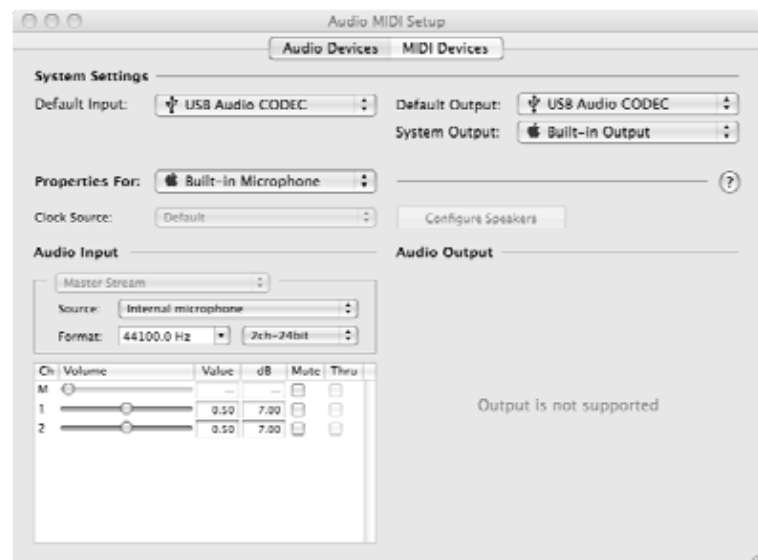 Audio MIDI Setup
Audio Devices MIDI Devices
System Settings
Default Input: USB Audio CODEC
Default Output: USB Audio CODEC
System Output: Built-in Output
Properties For: Built-in Microphone
?
Clock Source: Default
Configure Speakers
Audio Input
Audio Output
Master Stream
Source: Internal microphone
Format: 44100.0 Hz 2ch-24bit
Ch Volume Value dB Mute Thru
M -- --
1 0.50 7.00
2 0.50 7.00
Output is not supported